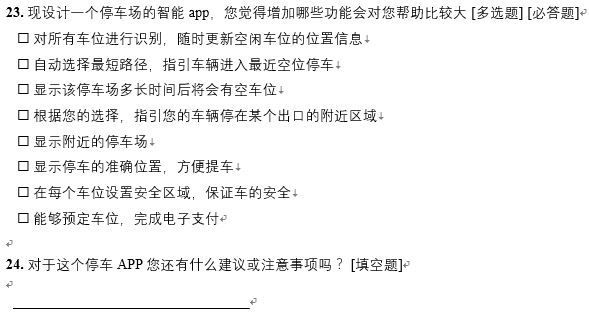 23. 现设计一个停车场的智能 app，您觉得增加哪些功能会对您帮助比较大 [多选题] [必答题]↵
□ 对所有车位进行识别，随时更新空闲车位的位置信息↓
□ 自动选择最短路径，指引车辆进入最近空位停车↓
□ 显示该停车场多长时间后将会有空车位↓
□ 根据您的选择，指引您的车辆停在某个出口的附近区域↓
□ 显示附近的停车场↓
□ 显示停车的准确位置，方便提车↓
□ 在每个车位设置安全区域，保证车的安全↓
□ 能够预定车位，完成电子支付↵
↵
24. 对于这个停车 APP 您还有什么建议或注意事项吗？ [填空题]↵
↵
↵